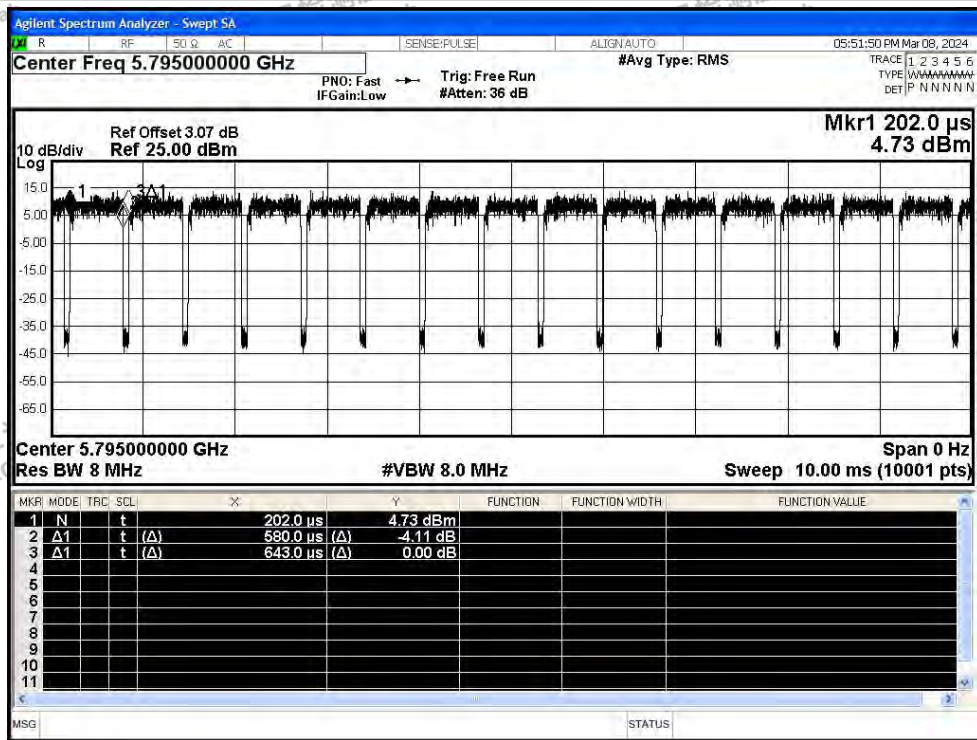 Agilent Spectrum Analyzer - Swept SA
R RF 50 Ω AC SENSE:PULSE ALIGN AUTO 05:51:50 PM Mar 08, 2024
Center Freq 5.795000000 GHz
PNO: Fast
IFGain:Low
Trig: Free Run
#Atten: 36 dB
#Avg Type: RMS
TRACE 1 2 3 4 5 6
TYPE WWWWWW
DET P N N N N N
Ref Offset 3.07 dB
10 dB/div Ref 25.00 dBm
Log
Mkr1 202.0 µs
4.73 dBm
15.0
5.00
-5.00
-15.0
-25.0
-35.0
-45.0
-55.0
-65.0
1 3Δ1
Center 5.795000000 GHz Span 0 Hz
Res BW 8 MHz #VBW 8.0 MHz Sweep 10.00 ms (10001 pts)
MKR MODE TRC SCL X Y FUNCTION FUNCTION WIDTH FUNCTION VALUE
1 N t 202.0 µs 4.73 dBm
2 Δ1 t (Δ) 580.0 µs (Δ) -4.11 dB
3 Δ1 t (Δ) 643.0 µs (Δ) 0.00 dB
4
5
6
7
8
9
10
11
MSG STATUS